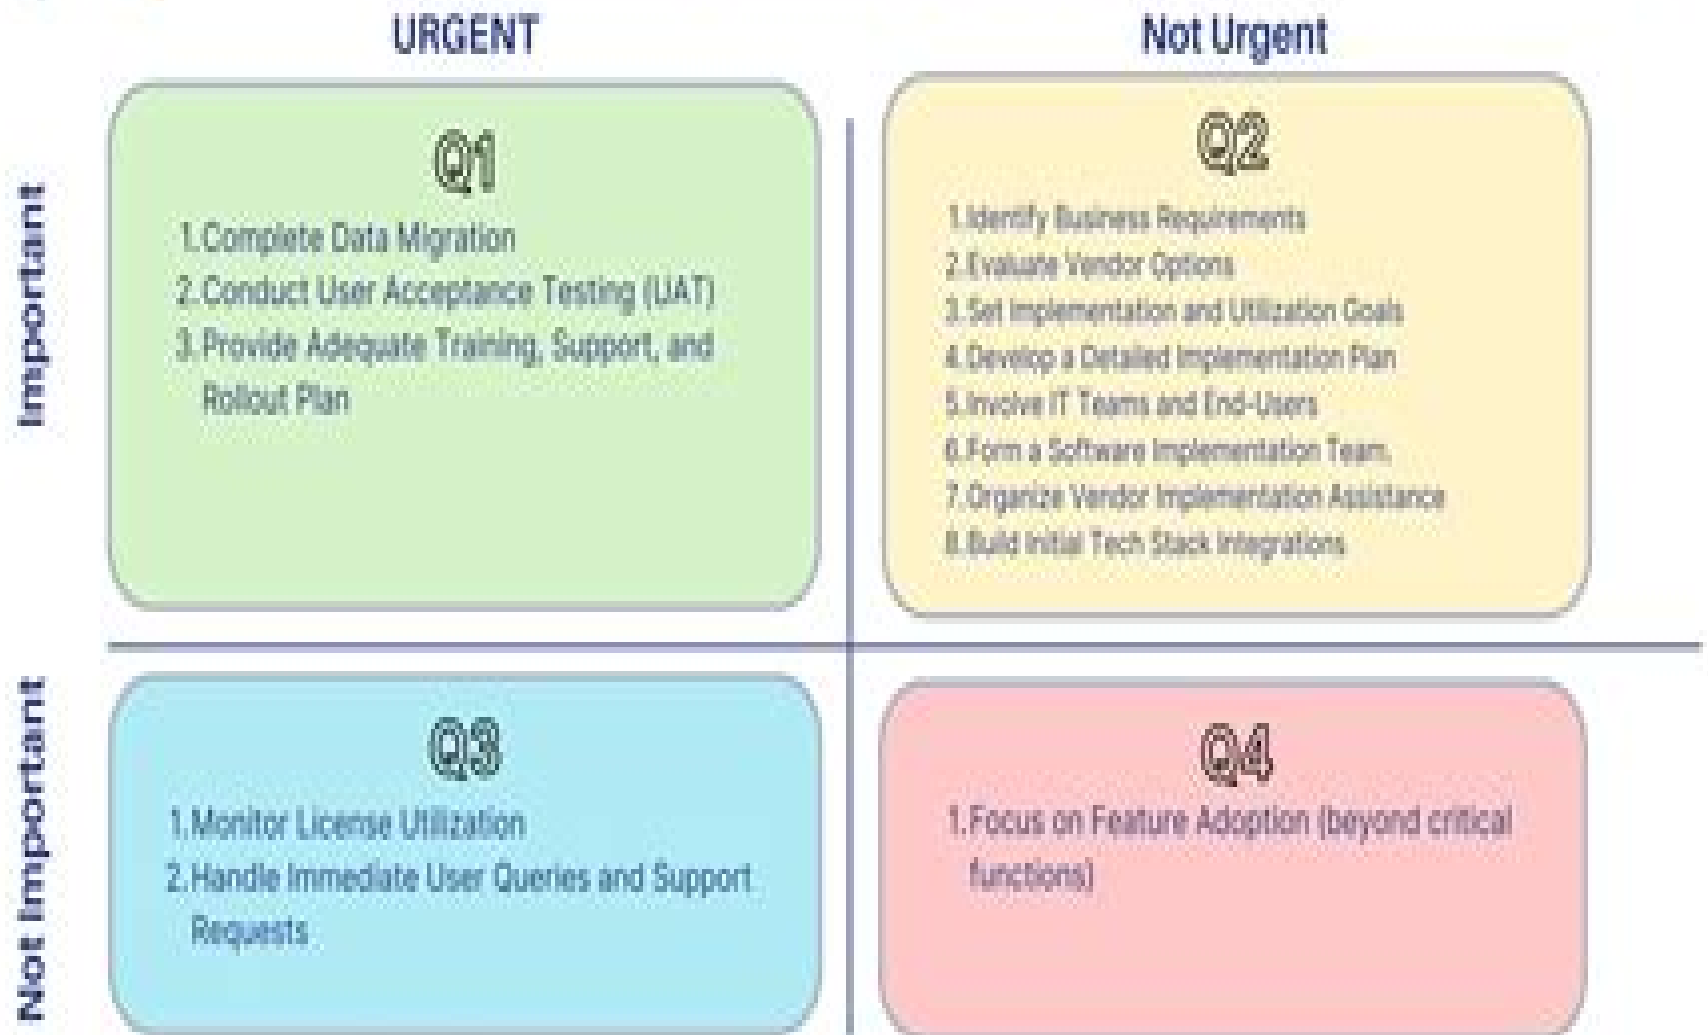 URGENT
Not Urgent
Important
Q1
1.Complete Data Migration
2.Conduct User Acceptance Testing (UAT)
3.Provide Adequate Training, Support, and
Rollout Plan
Q2
1.Identify Business Requirements
2.Evaluate Vendor Options
3.Set Implementation and Utilization Goals
4.Develop a Detailed Implementation Plan
5.Involve IT Teams and End-Users
6.Form a Software Implementation Team.
7.Organize Vendor Implementation Assistance
8.Build Initial Tech Stack Integrations
Not Important
Q3
1.Monitor License Utilization
2.Handle Immediate User Queries and Support
Requests
Q4
1.Focus on Feature Adoption (beyond critical
functions)